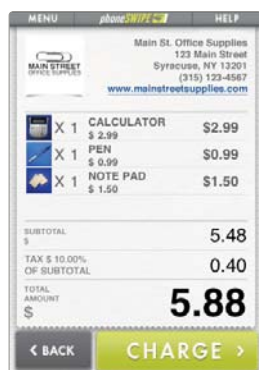 MENU phoneSWIPE HELP
MAIN STREET
OFFICE SUPPLIES
Main St. Office Supplies
123 Main Street
Syracuse, NY 13201
(315) 123-4567
www.mainstreetsupplies.com
X 1 CALCULATOR $2.99
$ 2.99
X 1 PEN $0.99
$ 0.99
X 1 NOTE PAD $1.50
$ 1.50
SUBTOTAL
$ 5.48
TAX $ 10.00%
OF SUBTOTAL 0.40
TOTAL
AMOUNT
$ 5.88
< BACK CHARGE >